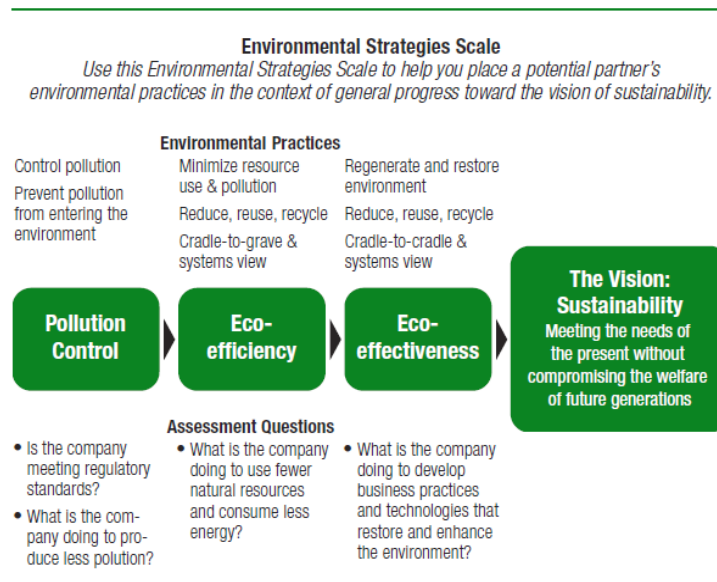 Environmental Strategies Scale
Use this Environmental Strategies Scale to help you place a potential partner's
environmental practices in the context of general progress toward the vision of sustainability.
Environmental Practices
Control pollution
Prevent pollution
from entering the
environment
Minimize resource
use & pollution
Reduce, reuse, recycle
Cradle-to-grave &
systems view
Regenerate and restore
environment
Reduce, reuse, recycle
Cradle-to-cradle &
systems view
Pollution
Control
Eco-
efficiency
Eco-
effectiveness
The Vision:
Sustainability
Meeting the needs of
the present without
compromising the welfare
of future generations
Assessment Questions
• Is the company
meeting regulatory
standards?
• What is the com-
pany doing to pro-
duce less polution?
• What is the company
doing to use fewer
natural resources
and consume less
energy?
• What is the company
doing to develop
business practices
and technologies that
restore and enhance
the environment?